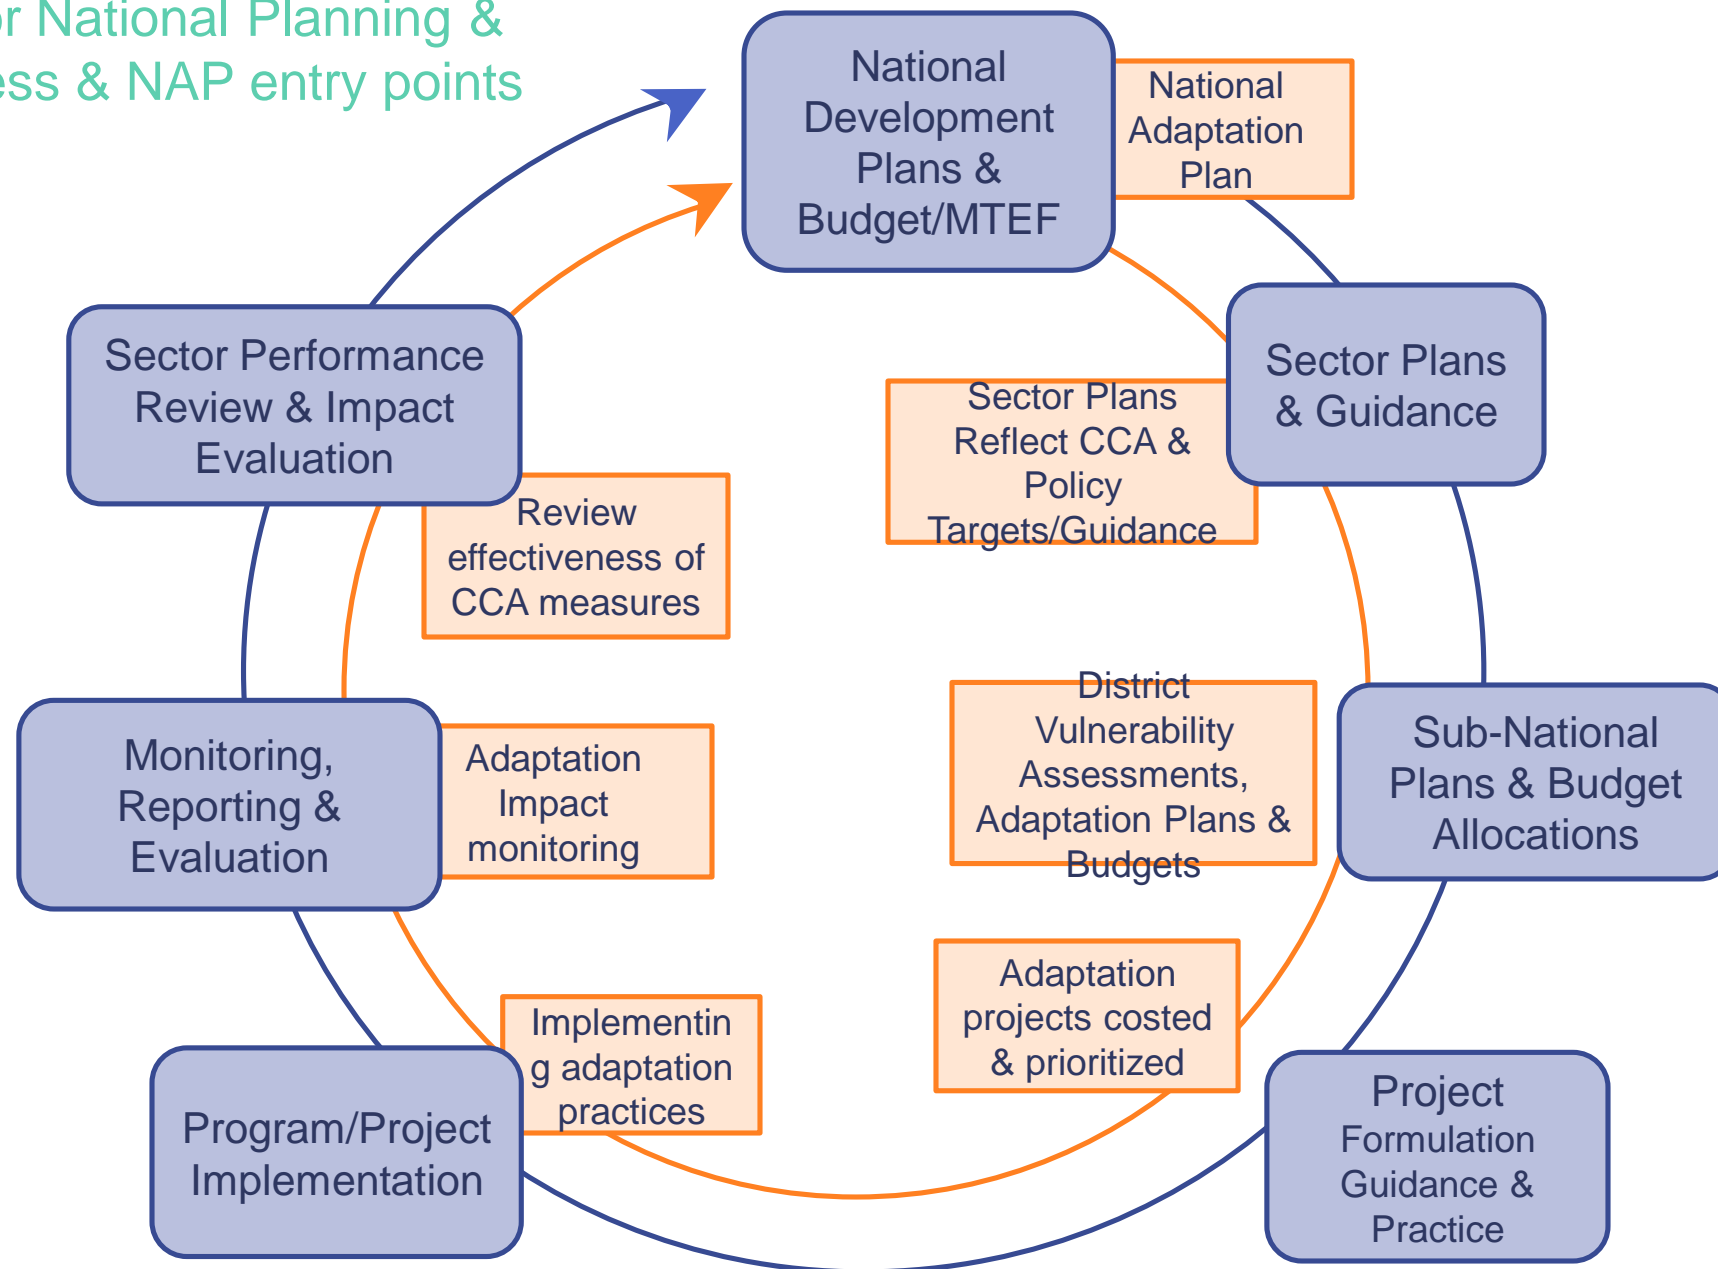 or National Planning &
ess & NAP entry points
National
Development
Plans &
Budget/MTEF
National
Adaptation
Plan
Sector Plans
& Guidance
Sector Plans
Reflect CCA &
Policy
Targets/Guidance
Sub-National
Plans & Budget
Allocations
District
Vulnerability
Assessments,
Adaptation Plans &
Budgets
Project
Formulation
Guidance &
Practice
Adaptation
projects costed
& prioritized
Program/Project
Implementation
Implementin
g adaptation
practices
Monitoring,
Reporting &
Evaluation
Adaptation
Impact
monitoring
Sector Performance
Review & Impact
Evaluation
Review
effectiveness of
CCA measures